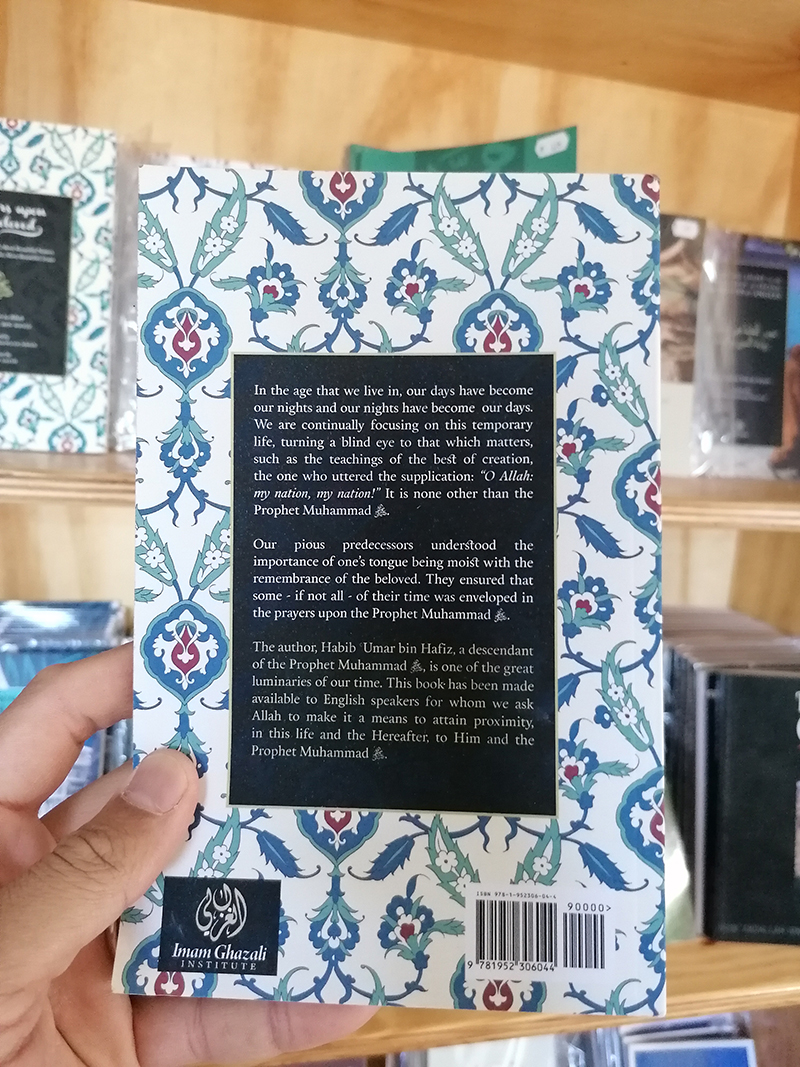 In the age that we live in, our days have become
our nights and our nights have become our days.
We are continually focusing on this temporary
life, turning a blind eye to that which matters,
such as the teachings of the best of creation,
the one who uttered the supplication: “O Allah:
my nation, my nation!” It is none other than the
Prophet Muhammad ﷺ.
Our pious predecessors understood the
importance of one’s tongue being moist with the
remembrance of the beloved. They ensured that
some - if not all - of their time was enveloped in
the prayers upon the Prophet Muhammad ﷺ.
The author, Habib ʿUmar bin Hafiz, a descendant
of the Prophet Muhammad ﷺ, is one of the great
luminaries of our time. This book has been made
available to English speakers for whom we ask
Allah to make it a means to attain proximity,
in this life and the Hereafter, to Him and the
Prophet Muhammad ﷺ.
الغزالي
Imam Ghazali
INSTITUTE
ISBN 978-1-952306-04-4
90000>
9 781952 306044
upon